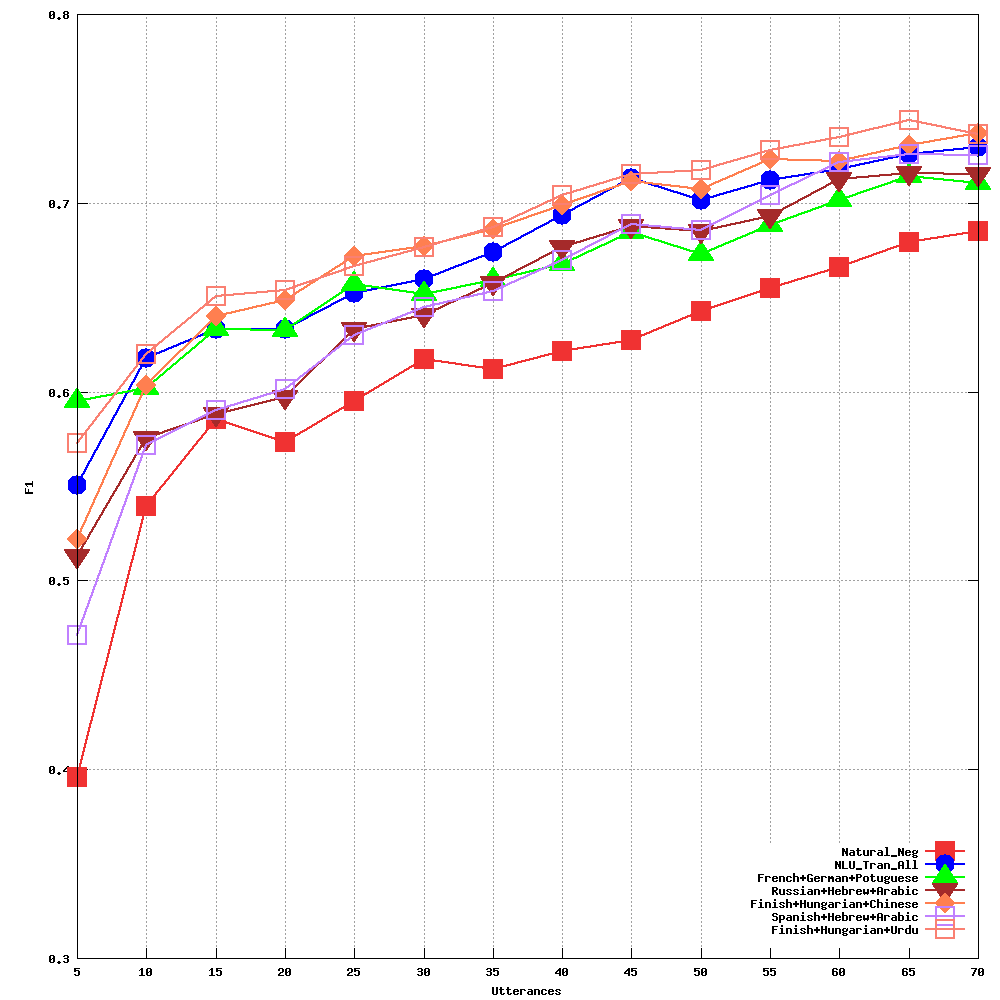 0.8
0.7
0.6
F1
0.5
0.4
0.3
5 10 15 20 25 30 35 40 45 50 55 60 65 70
Utterances
Natural_Neg
NLU_Tran_All
French+German+Potuguese
Russian+Hebrew+Arabic
Finish+Hungarian+Chinese
Spanish+Hebrew+Arabic
Finish+Hungarian+Urdu